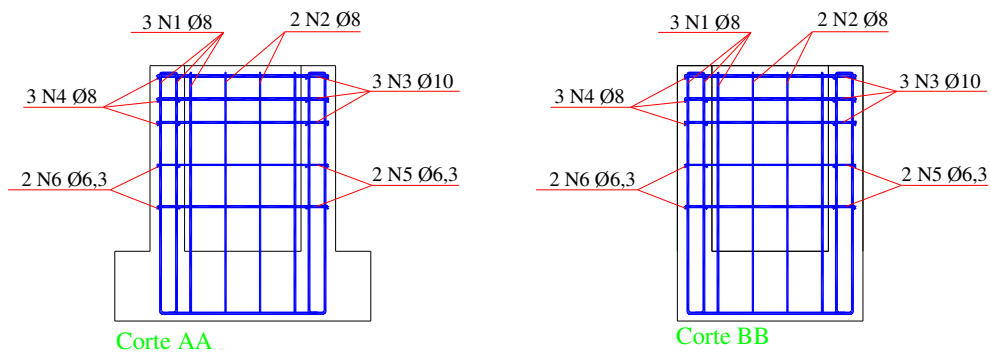 3 N1 Ø8
2 N2 Ø8
3 N4 Ø8
3 N3 Ø10
2 N6 Ø6,3
2 N5 Ø6,3
Corte AA
3 N1 Ø8
2 N2 Ø8
3 N4 Ø8
3 N3 Ø10
2 N6 Ø6,3
2 N5 Ø6,3
Corte BB